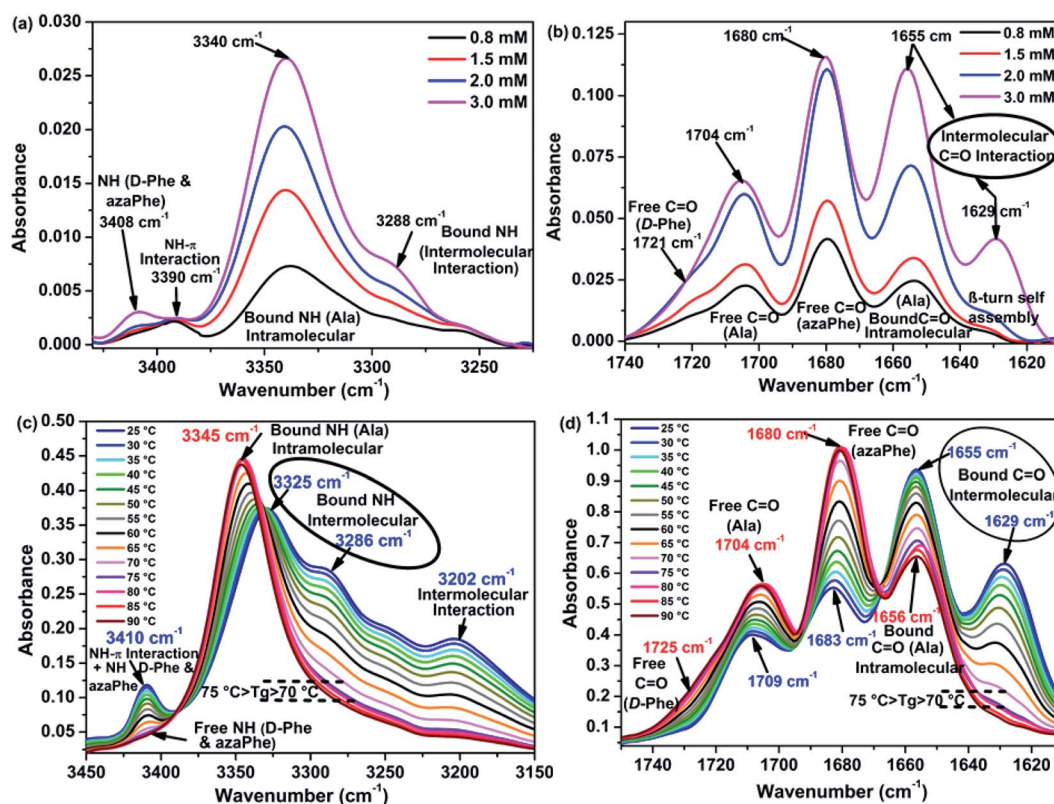 (a)
0.030
0.025
0.020
0.015
0.010
0.005
0.000
Absorbance
3340 cm⁻¹
0.8 mM
1.5 mM
2.0 mM
3.0 mM
NH (D-Phe &
azaPhe)
3408 cm⁻¹
NH-π
Interaction
3390 cm⁻¹
3288 cm⁻¹
Bound NH
(Intermolecular
Interaction)
Bound NH (Ala)
Intramolecular
3400 3350 3300 3250
Wavenumber (cm⁻¹)
(b)
0.125
0.100
0.075
0.050
0.025
0.000
Absorbance
1680 cm⁻¹
1655 cm
0.8 mM
1.5 mM
2.0 mM
3.0 mM
Intermolecular
C=O Interaction
1704 cm⁻¹
1629 cm⁻¹
Free C=O
(D-Phe)
1721 cm⁻¹
Free C=O
(Ala)
Free C=O
(azaPhe)
(Ala)
BoundC=O
Intramolecular
ß-turn self
assembly
1740 1720 1700 1680 1660 1640 1620
Wavenumber (cm⁻¹)
(c)
0.50
0.45
0.40
0.35
0.30
0.25
0.20
0.15
0.10
0.05
Absorbance
25 °C
30 °C
35 °C
40 °C
45 °C
50 °C
55 °C
60 °C
65 °C
70 °C
75 °C
80 °C
85 °C
90 °C
3345 cm⁻¹
Bound NH (Ala)
Intramolecular
3325 cm⁻¹
Bound NH
Intermolecular
3286 cm⁻¹
3202 cm⁻¹
Intermolecular
Interaction
3410 cm⁻¹
NH-π Interaction
+ NH (D-Phe &
azaPhe)
75 °C>Tg>70 °C
Free NH (D-Phe
& azaPhe)
3450 3400 3350 3300 3250 3200 3150
Wavenumber (cm⁻¹)
(d)
1.1
1.0
0.9
0.8
0.7
0.6
0.5
0.4
0.3
0.2
0.1
Absorbance
25 °C
30 °C
35 °C
40 °C
45 °C
50 °C
55 °C
60 °C
65 °C
70 °C
75 °C
80 °C
85 °C
90 °C
1680 cm⁻¹
Free C=O
(azaPhe)
1655 cm⁻¹
Bound C=O
Intermolecular
1629 cm⁻¹
Free C=O
(Ala)
1704 cm⁻¹
1725 cm⁻¹
Free
C=O
(D-Phe)
1709 cm⁻¹
1683 cm⁻¹
1656 cm⁻¹
Bound
C=O (Ala)
Intramolecular
75 °C>Tg>70 °C
1740 1720 1700 1680 1660 1640 1620
Wavenumber (cm⁻¹)